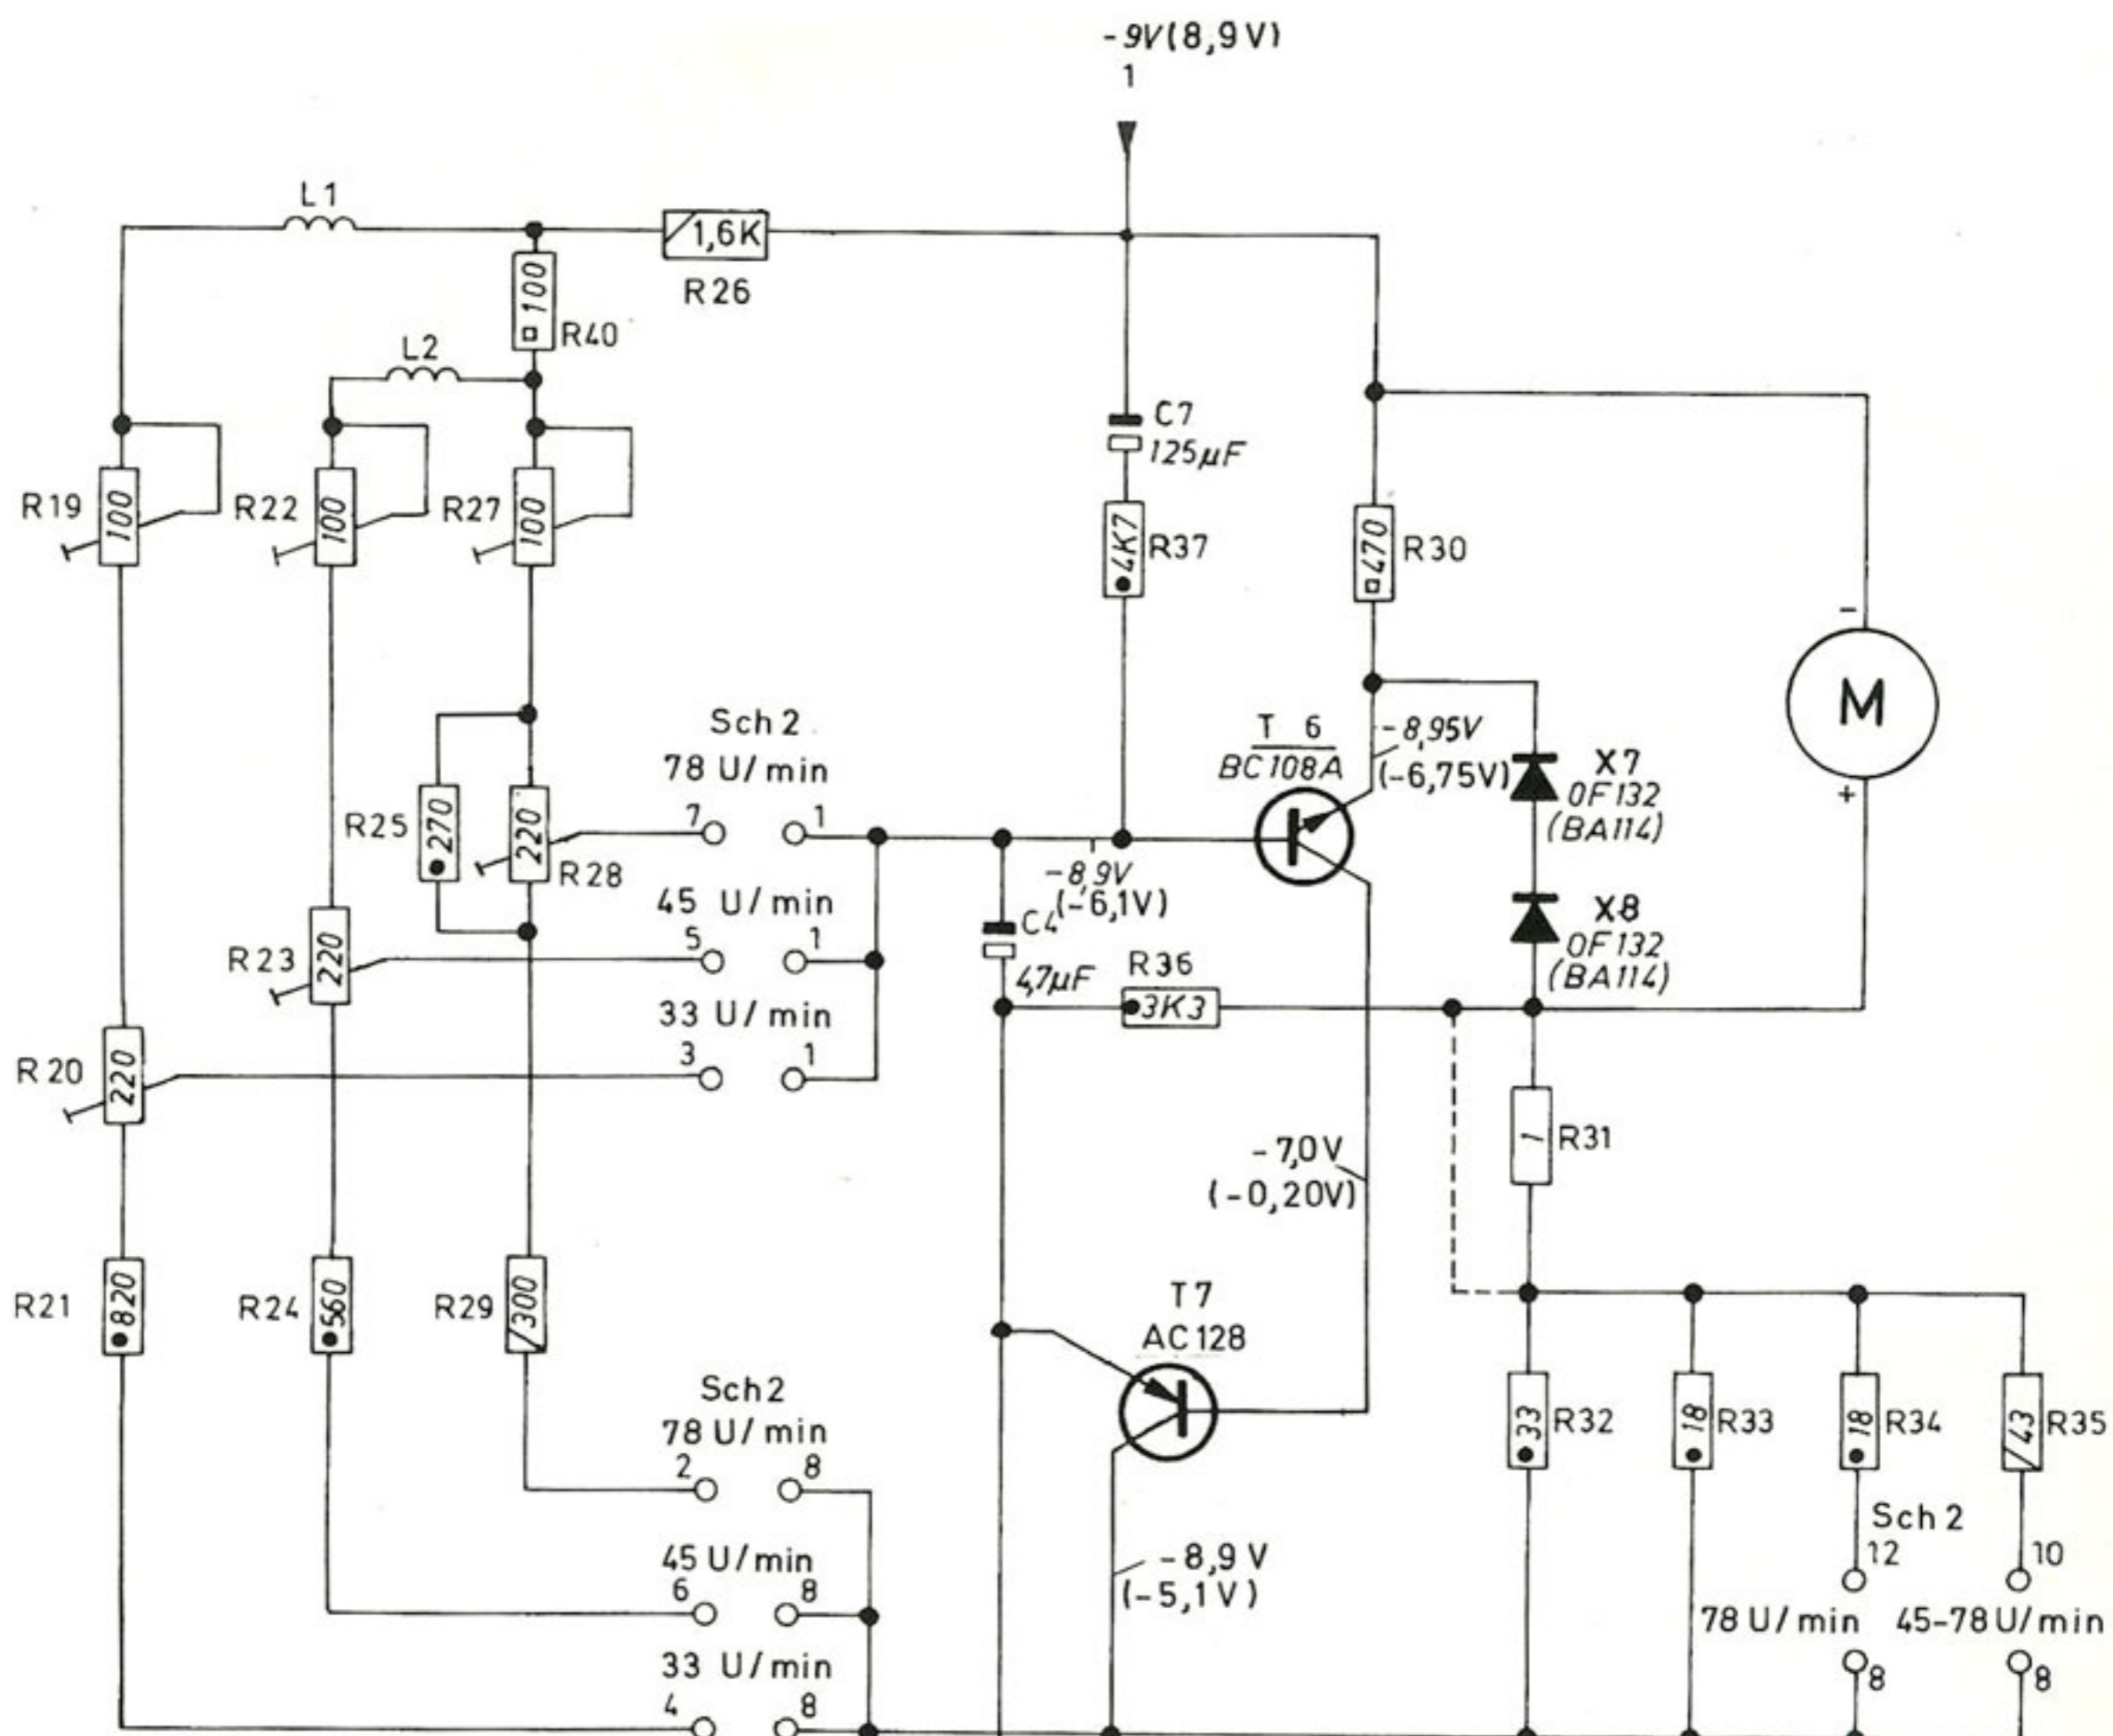 -9V(8,9V)
1
L1
1,6K
R26
100
R40
L2
C7
125µF
R19
100
R22
100
R27
100
4K7
R37
470
R30
-
M
+
Sch 2
78 U/min
7
1
T 6
BC108A
-8,95V
(-6,75V)
X7
OF132
(BA114)
R25
270
220
R28
-8,9V
(-6,1V)
45 U/min
5
1
C4
4,7µF
X8
OF132
(BA114)
R23
220
R36
3K3
33 U/min
3
1
R20
220
1
R31
-7,0V
(-0,20V)
R21
820
R24
560
R29
300
T7
AC128
Sch2
78 U/min
2
8
33
R32
18
R33
18
R34
43
R35
Sch 2
12
10
-8,9 V
(-5,1V)
45 U/min
6
8
78 U/min
45-78 U/min
8
8
33 U/min
4
8